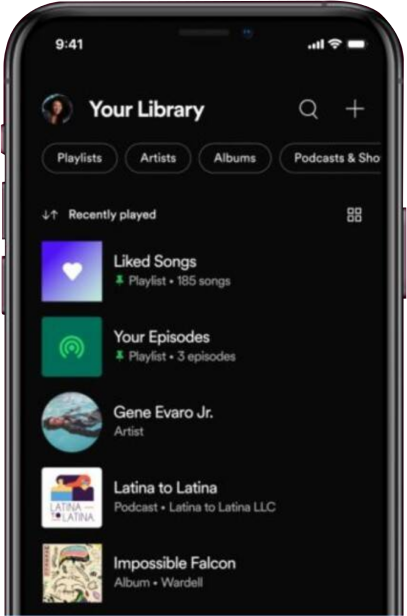 9:41
Your Library
Playlists Artists Albums Podcasts & Sho
Recently played
Liked Songs
Playlist • 185 songs
Your Episodes
Playlist • 3 episodes
Gene Evaro Jr.
Artist
LATINA
TO LATINA
Latina to Latina
Podcast • Latina to Latina LLC
Impossible Falcon
Album • Wardell